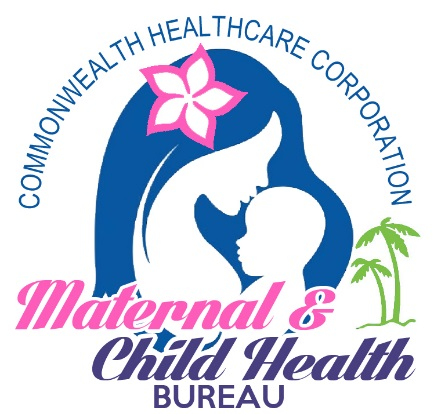 COMMONWEALTH HEALTHCARE CORPORATION
Maternal &
Child Health
BUREAU